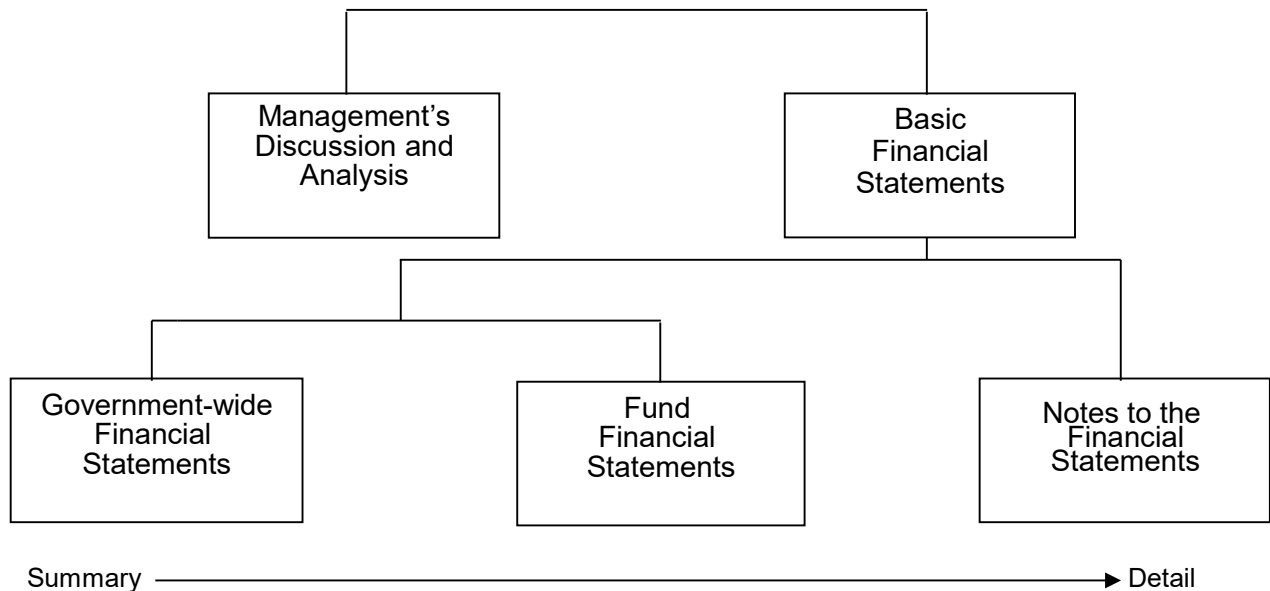 Management’s
Discussion and
Analysis
Basic
Financial
Statements
Government-wide
Financial
Statements
Fund
Financial
Statements
Notes to the
Financial
Statements
Summary
Detail